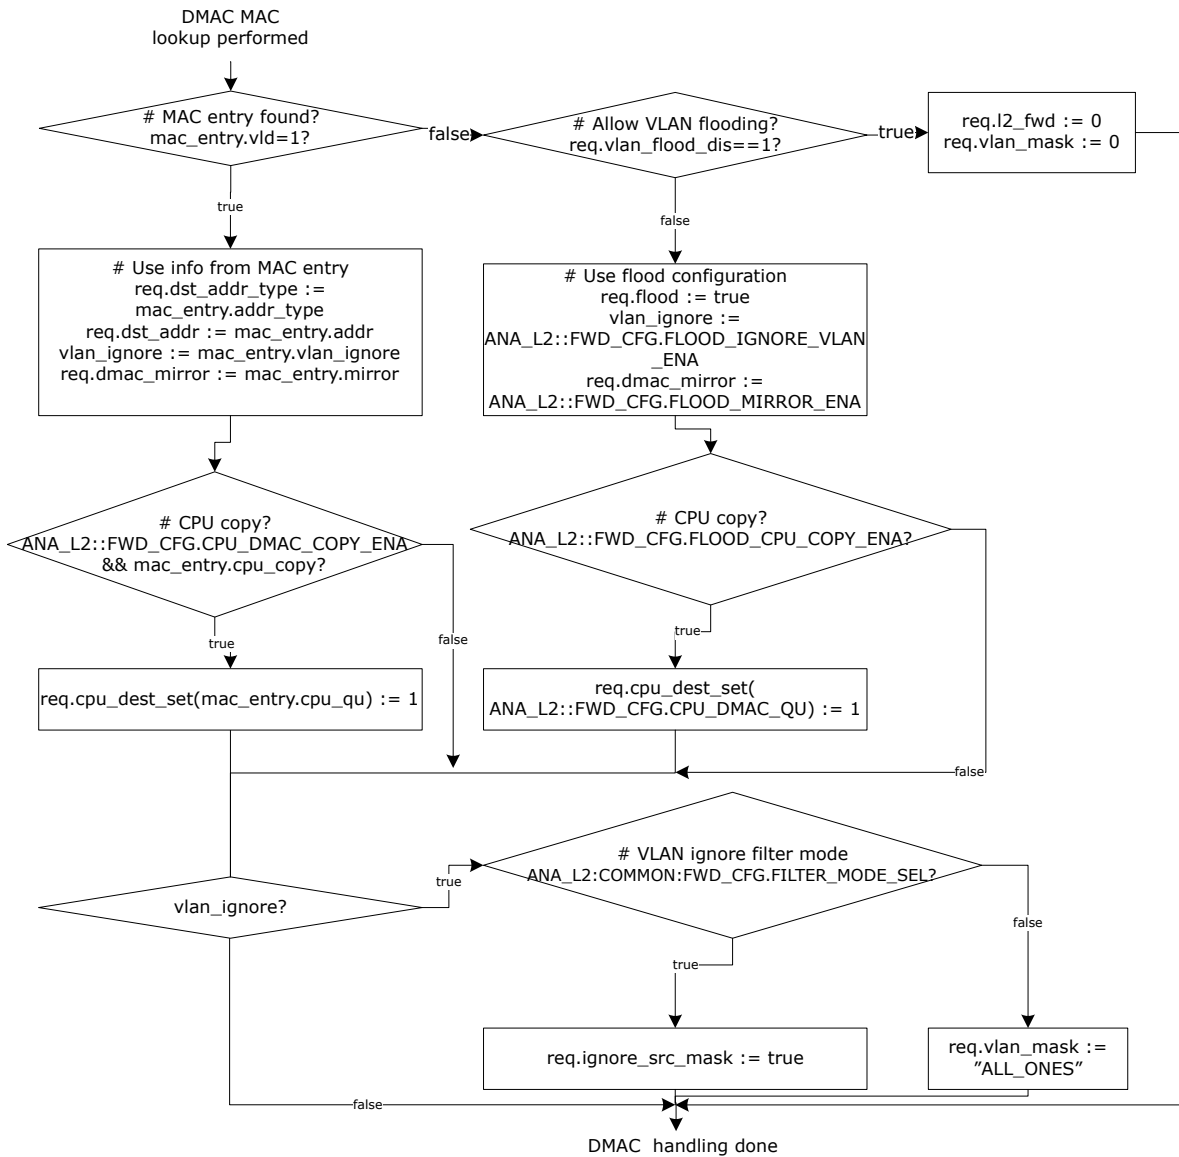 DMAC MAC
lookup performed
# MAC entry found?
mac_entry.vld=1?
false
# Allow VLAN flooding?
req.vlan_flood_dis==1?
true
req.l2_fwd := 0
req.vlan_mask := 0
true
false
# Use info from MAC entry
req.dst_addr_type :=
mac_entry.addr_type
req.dst_addr := mac_entry.addr
vlan_ignore := mac_entry.vlan_ignore
req.dmac_mirror := mac_entry.mirror
# Use flood configuration
req.flood := true
vlan_ignore :=
ANA_L2::FWD_CFG.FLOOD_IGNORE_VLAN
_ENA
req.dmac_mirror :=
ANA_L2::FWD_CFG.FLOOD_MIRROR_ENA
# CPU copy?
ANA_L2::FWD_CFG.CPU_DMAC_COPY_ENA
&& mac_entry.cpu_copy?
# CPU copy?
ANA_L2::FWD_CFG.FLOOD_CPU_COPY_ENA?
true
false
true
req.cpu_dest_set(mac_entry.cpu_qu) := 1
req.cpu_dest_set(
ANA_L2::FWD_CFG.CPU_DMAC_QU) := 1
false
# VLAN ignore filter mode
ANA_L2:COMMON:FWD_CFG.FILTER_MODE_SEL?
true
vlan_ignore?
false
true
req.ignore_src_mask := true
req.vlan_mask :=
"ALL_ONES"
false
DMAC handling done